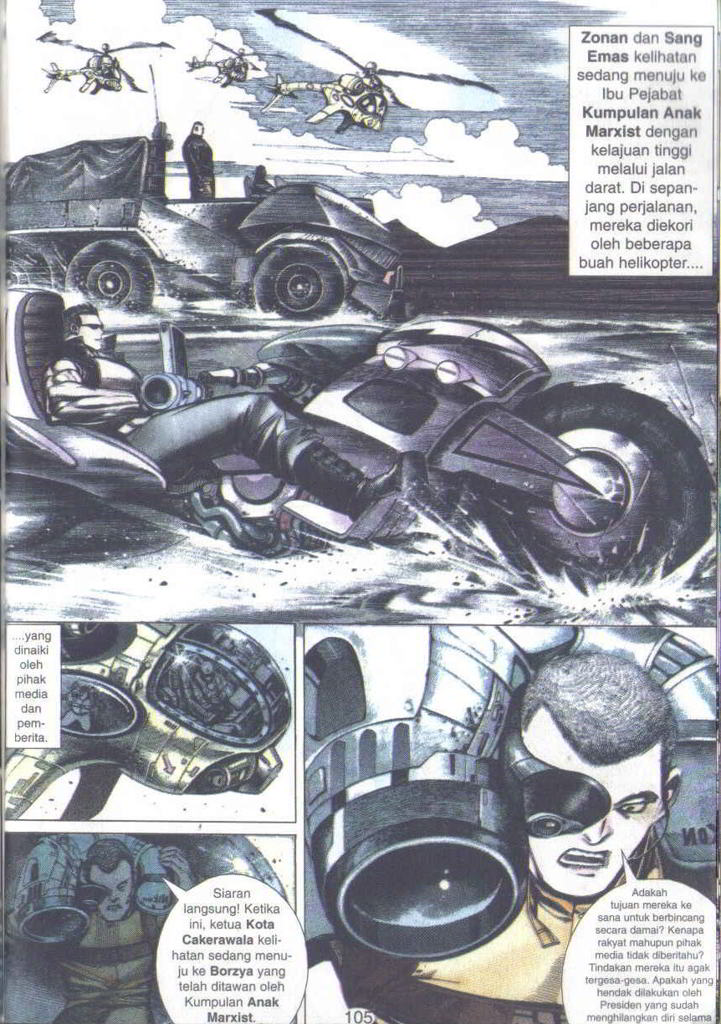 Zonan dan Sang
Emas kelihatan
sedang menuju ke
Ibu Pejabat
Kumpulan Anak
Marxist dengan
kelajuan tinggi
melalui jalan
darat. Di sepan-
jang perjalanan,
mereka diekori
oleh beberapa
buah helikopter....
....yang
dinaiki
oleh
pihak
media
dan
pem-
berita.
Siaran
langsung! Ketika
ini, ketua Kota
Cakerawala keli-
hatan sedang menu-
ju ke Borzya yang
telah ditawan oleh
Kumpulan Anak
Marxist.
Adakah
tujuan mereka ke
sana untuk berbincang
secara damai? Kenapa
rakyat mahupun pihak
media tidak diberitahu?
Tindakan mereka itu agak
tergesa-gesa. Apakah yang
hendak dilakukan oleh
Presiden yang sudah
menghilangkan diri selama
105